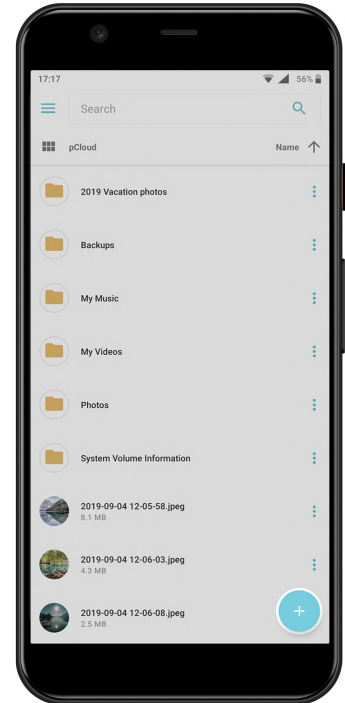 17:17 56%
Search
pCloud Name
2019 Vacation photos
Backups
My Music
My Videos
Photos
System Volume Information
2019-09-04 12-05-58.jpeg
8.1 MB
2019-09-04 12-06-03.jpeg
4.3 MB
2019-09-04 12-06-08.jpeg
2.5 MB